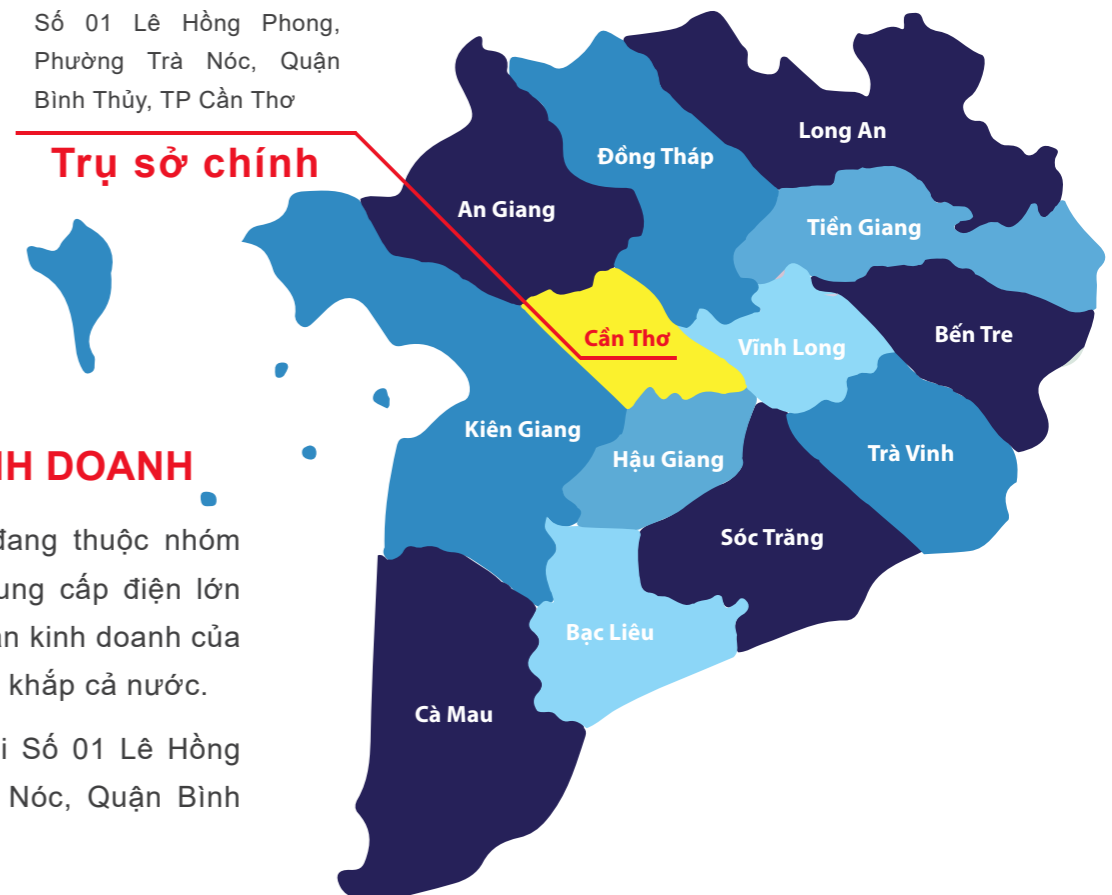 Số 01 Lê Hồng Phong,
Phường Trà Nóc, Quận
Bình Thủy, TP Cần Thơ
Trụ sở chính
Long An
Đồng Tháp
An Giang
Tiền Giang
Cần Thơ
Vĩnh Long
Bến Tre
Kiên Giang
Hậu Giang
Trà Vinh
Sóc Trăng
Bạc Liêu
Cà Mau
NH DOANH
đang thuộc nhóm
ung cấp điện lớn
àn kinh doanh của
khắp cả nước.
i Số 01 Lê Hồng
Nóc, Quận Bình